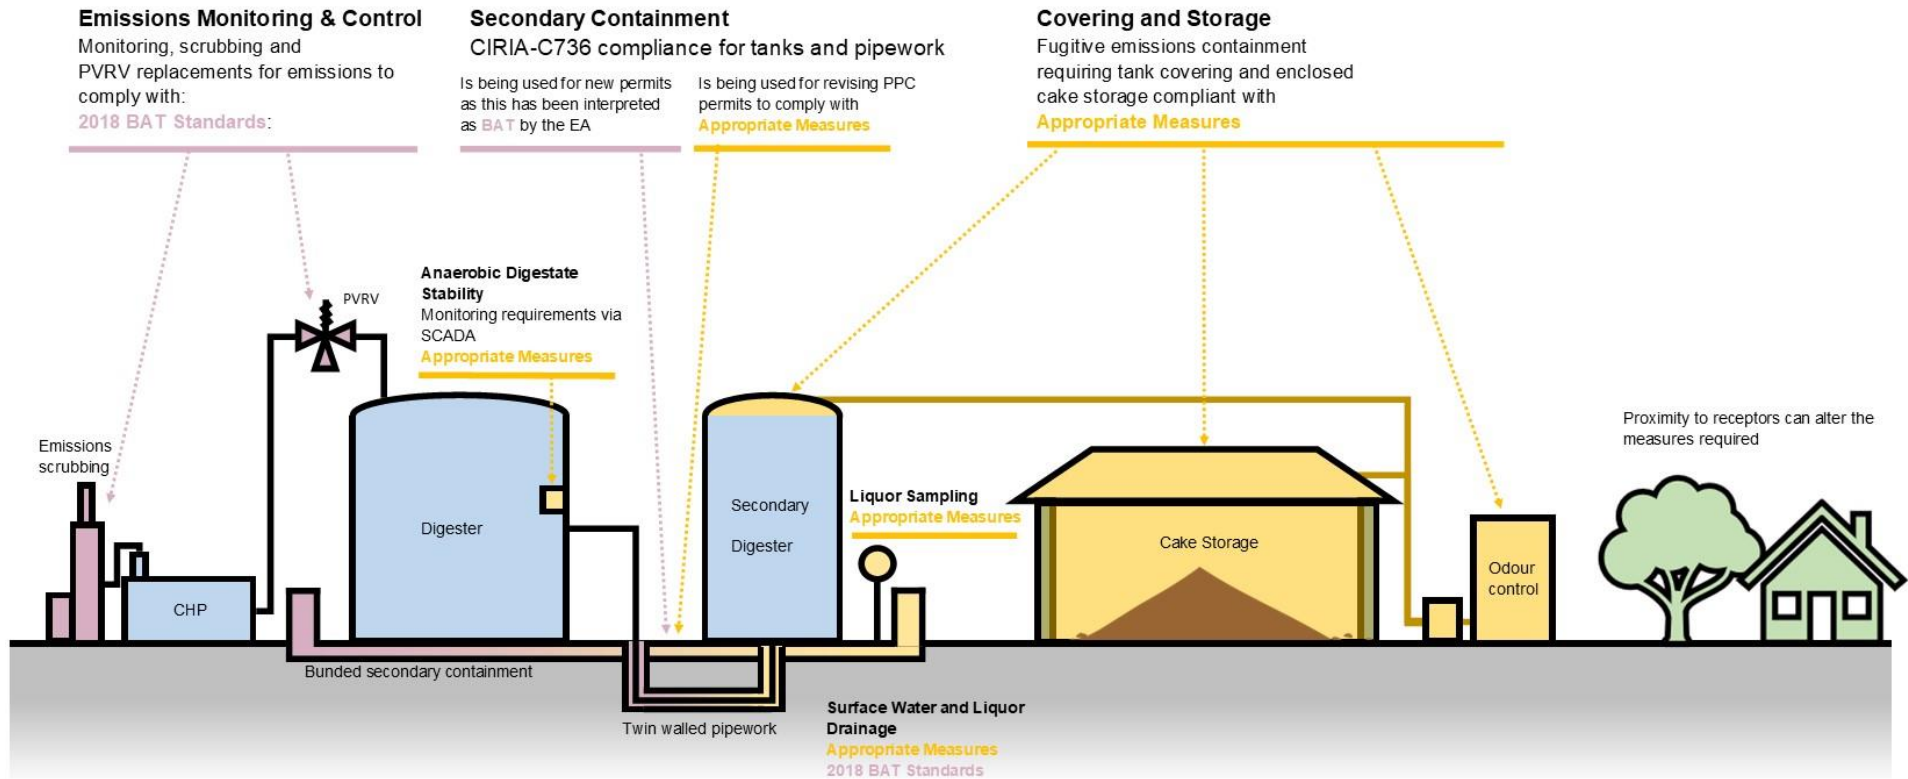 Emissions Monitoring & Control
Monitoring, scrubbing and
PVRV replacements for emissions to
comply with:
2018 BAT Standards:
Secondary Containment
CIRIA-C736 compliance for tanks and pipework
Is being used for new permits
as this has been interpreted
as BAT by the EA
Is being used for revising PPC
permits to comply with
Appropriate Measures
Covering and Storage
Fugitive emissions containment
requiring tank covering and enclosed
cake storage compliant with
Appropriate Measures
PVRV
Anaerobic Digestate
Stability
Monitoring requirements via
SCADA
Appropriate Measures
Emissions
scrubbing
CHP
Digester
Secondary
Digester
Liquor Sampling
Appropriate Measures
Cake Storage
Odour
control
Proximity to receptors can alter the
measures required
Bunded secondary containment
Twin walled pipework
Surface Water and Liquor
Drainage
Appropriate Measures
2018 BAT Standards